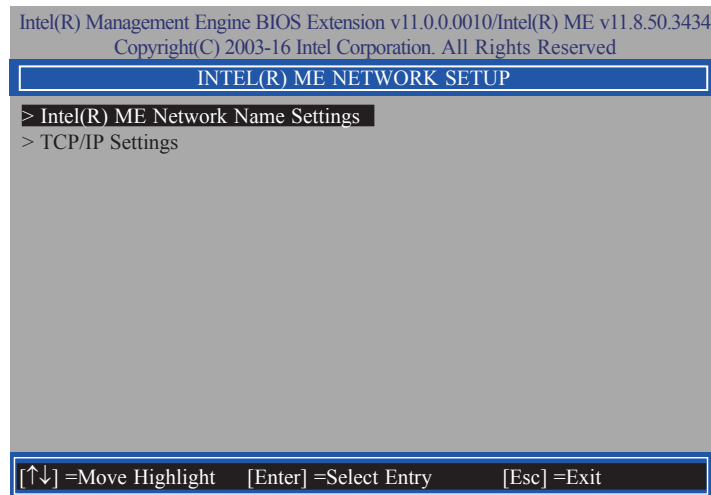 Intel(R) Management Engine BIOS Extension v11.0.0.0010/Intel(R) ME v11.8.50.3434
Copyright(C) 2003-16 Intel Corporation. All Rights Reserved
INTEL(R) ME NETWORK SETUP
> Intel(R) ME Network Name Settings
> TCP/IP Settings
[↑↓] =Move Highlight [Enter] =Select Entry [Esc] =Exit